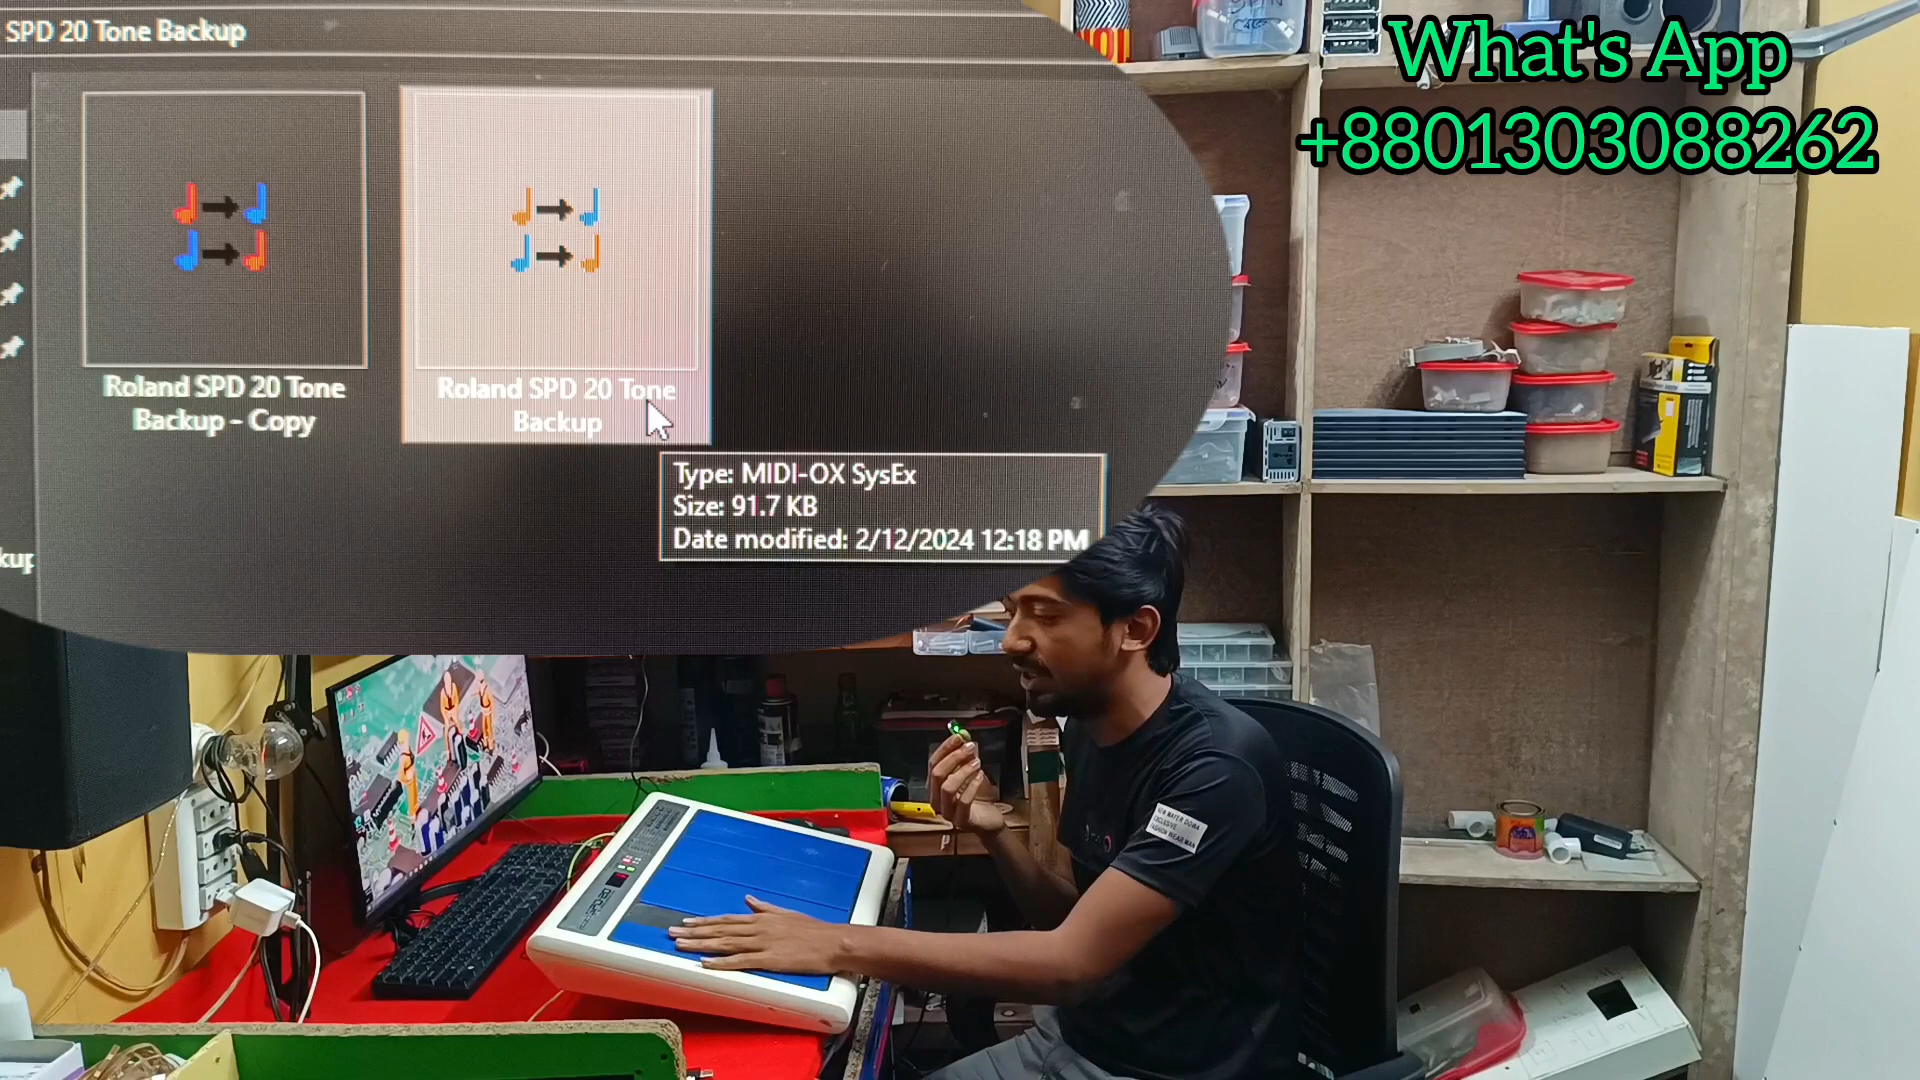 SPD 20 Tone Backup
What's App
+8801303088262
Roland SPD 20 Tone
Backup - Copy
Roland SPD 20 Tone
Backup
Type: MIDI-OX SysEx
Size: 91.7 KB
Date modified: 2/12/2024 12:18 PM
kup